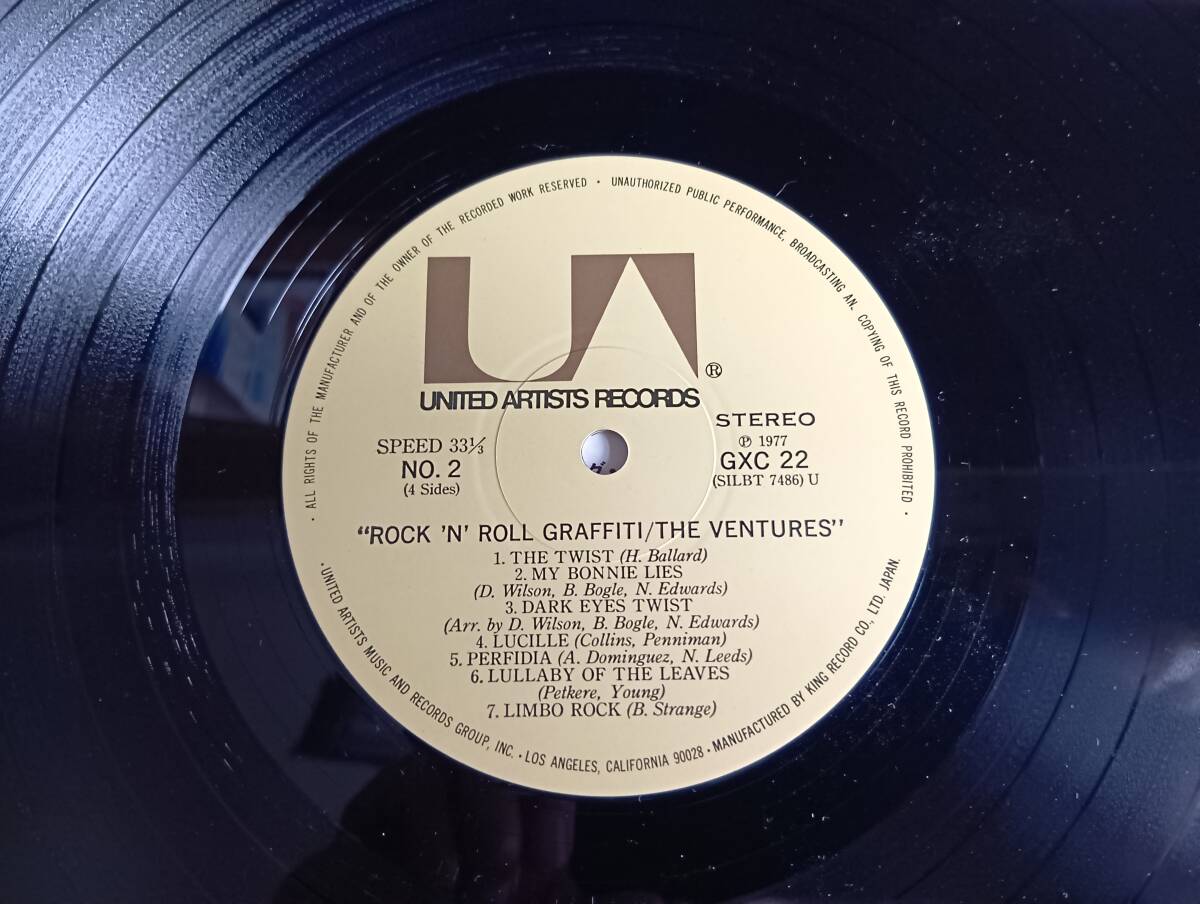 ALL RIGHTS OF THE MANUFACTURER AND OF THE OWNER OF THE RECORDED WORK RESERVED • UNAUTHORIZED PUBLIC PERFORMANCE, BROADCASTING AN. COPYING OF THIS RECORD PROHIBITED •
UA ®
UNITED ARTISTS RECORDS
STEREO
SPEED 33⅓
℗ 1977
NO. 2
GXC 22
(4 Sides)
(SILBT 7486) U
"ROCK 'N' ROLL GRAFFITI/THE VENTURES"
1. THE TWIST (H. Ballard)
2. MY BONNIE LIES
(D. Wilson, B. Bogle, N. Edwards)
3. DARK EYES TWIST
(Arr. by D. Wilson, B. Bogle, N. Edwards)
4. LUCILLE (Collins, Penniman)
5. PERFIDIA (A. Dominguez, N. Leeds)
6. LULLABY OF THE LEAVES
(Petkere, Young)
7. LIMBO ROCK (B. Strange)
• UNITED ARTISTS MUSIC AND RECORDS GROUP, INC. • LOS ANGELES, CALIFORNIA 90028 • MANUFACTURED BY KING RECORD CO., LTD. JAPAN.